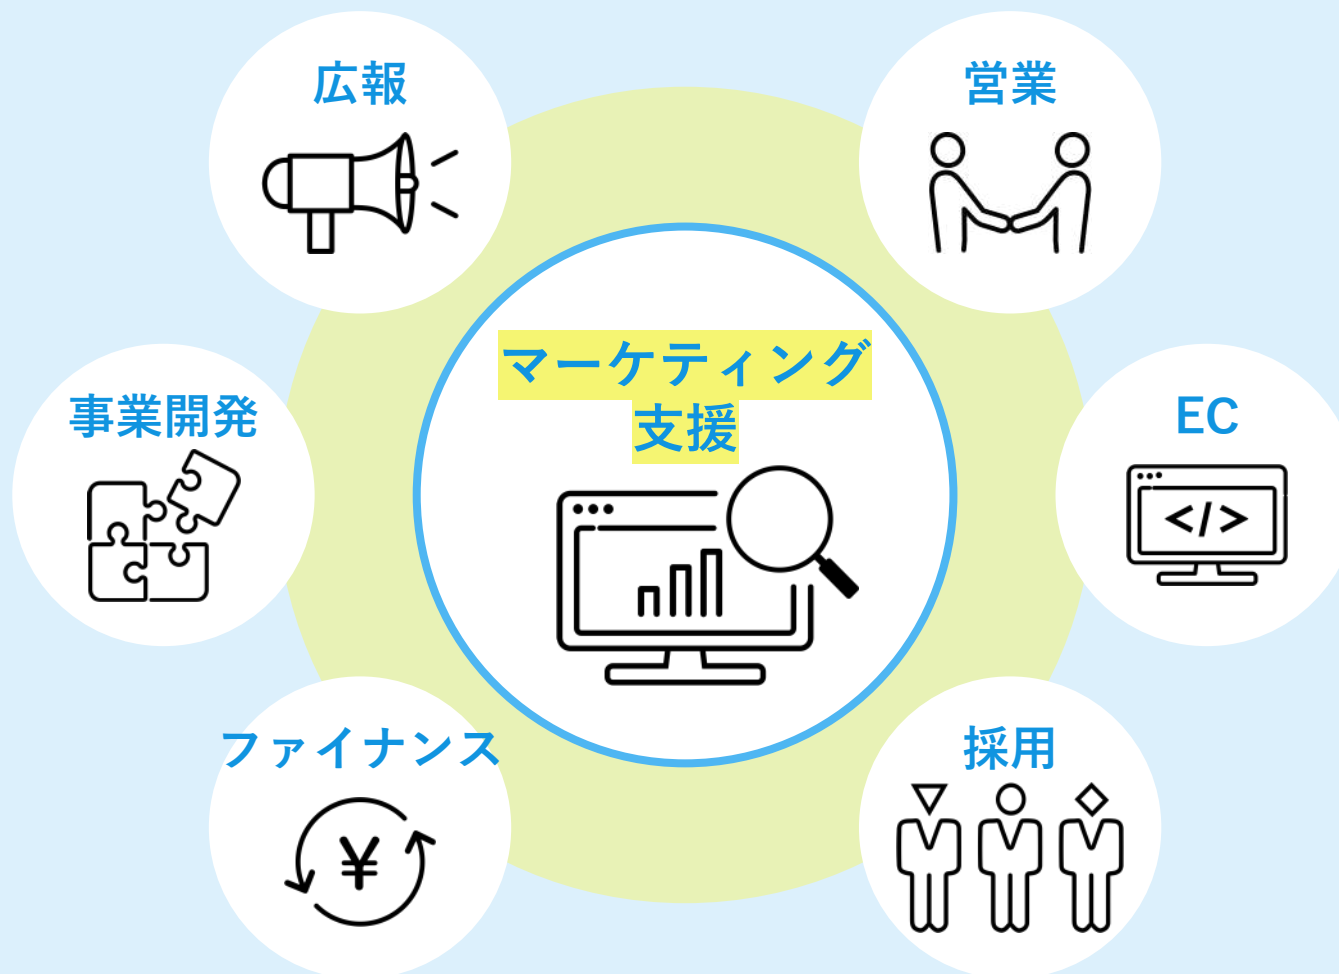 広報
営業
マーケティング
支援
事業開発
EC
</>
ファイナンス
¥
採用